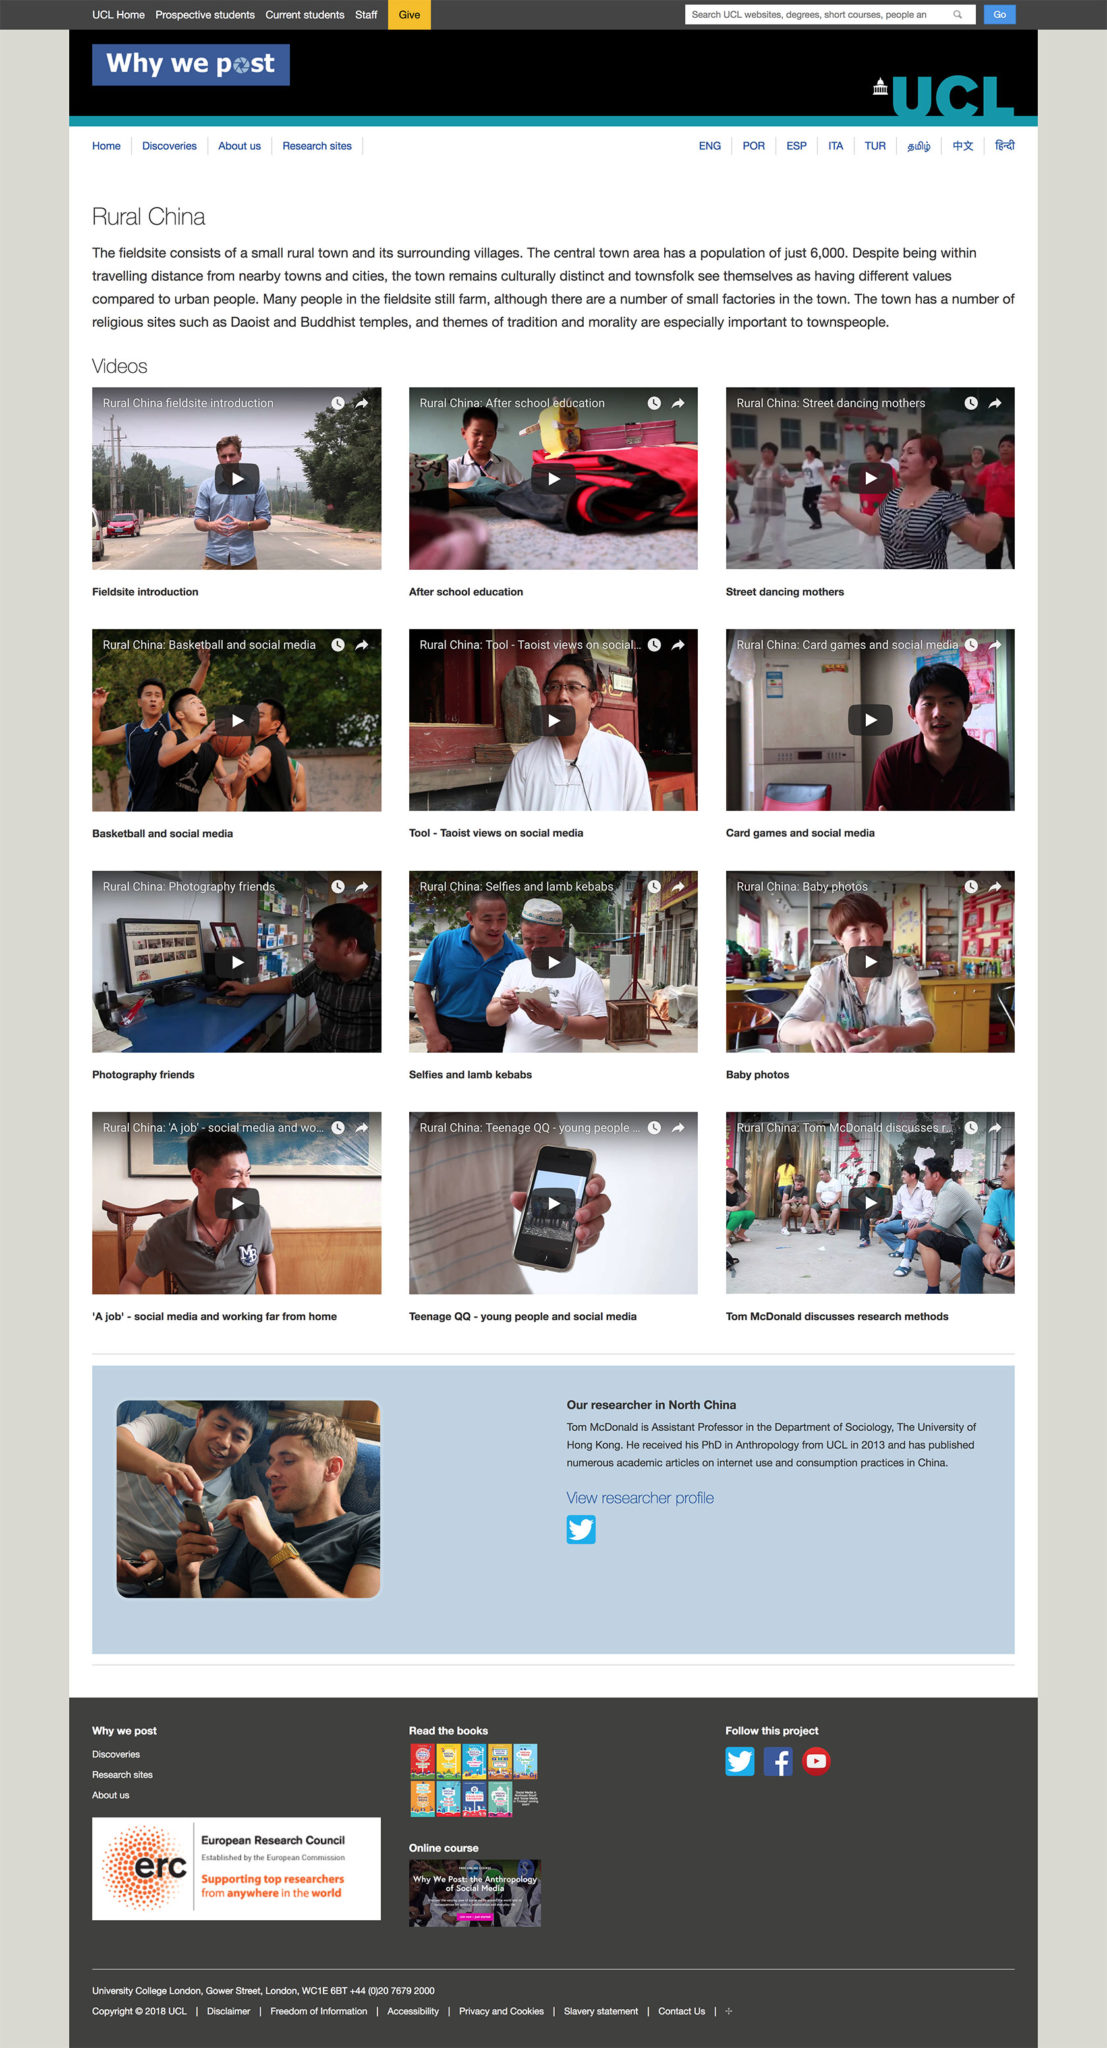 UCL Home Prospective students Current students Staff Give Search UCL websites, degrees, short courses, people an Go
Why we post
UCL
Home Discoveries About us Research sites ENG POR ESP ITA TUR தமிழ் 中文 हिन्दी
Rural China
The fieldsite consists of a small rural town and its surrounding villages. The central town area has a population of just 6,000. Despite being within
travelling distance from nearby towns and cities, the town remains culturally distinct and townsfolk see themselves as having different values
compared to urban people. Many people in the fieldsite still farm, although there are a number of small factories in the town. The town has a number of
religious sites such as Daoist and Buddhist temples, and themes of tradition and morality are especially important to townspeople.
Videos
Rural China fieldsite introduction
Rural China: After school education
Rural China: Street dancing mothers
Fieldsite introduction
After school education
Street dancing mothers
Rural China: Basketball and social media
Rural China: Tool - Taoist views on social...
Rural China: Card games and social media
Basketball and social media
Tool - Taoist views on social media
Card games and social media
Rural China: Photography friends
Rural China: Selfies and lamb kebabs
Rural China: Baby photos
Photography friends
Selfies and lamb kebabs
Baby photos
Rural China: 'A job' - social media and wo...
Rural China: Teenage QQ - young people ...
Rural China: Tom McDonald discusses r...
MB
'A job' - social media and working far from home
Teenage QQ - young people and social media
Tom McDonald discusses research methods
Our researcher in North China
Tom McDonald is Assistant Professor in the Department of Sociology, The University of
Hong Kong. He received his PhD in Anthropology from UCL in 2013 and has published
numerous academic articles on internet use and consumption practices in China.
View researcher profile
Why we post
Discoveries
Research sites
About us
erc
European Research Council
Established by the European Commission
Supporting top researchers
from anywhere in the world
Read the books
Online course
Why We Post: the Anthropology
of Social Media
Follow this project
University College London, Gower Street, London, WC1E 6BT +44 (0)20 7679 2000
Copyright © 2018 UCL | Disclaimer | Freedom of Information | Accessibility | Privacy and Cookies | Slavery statement | Contact Us |